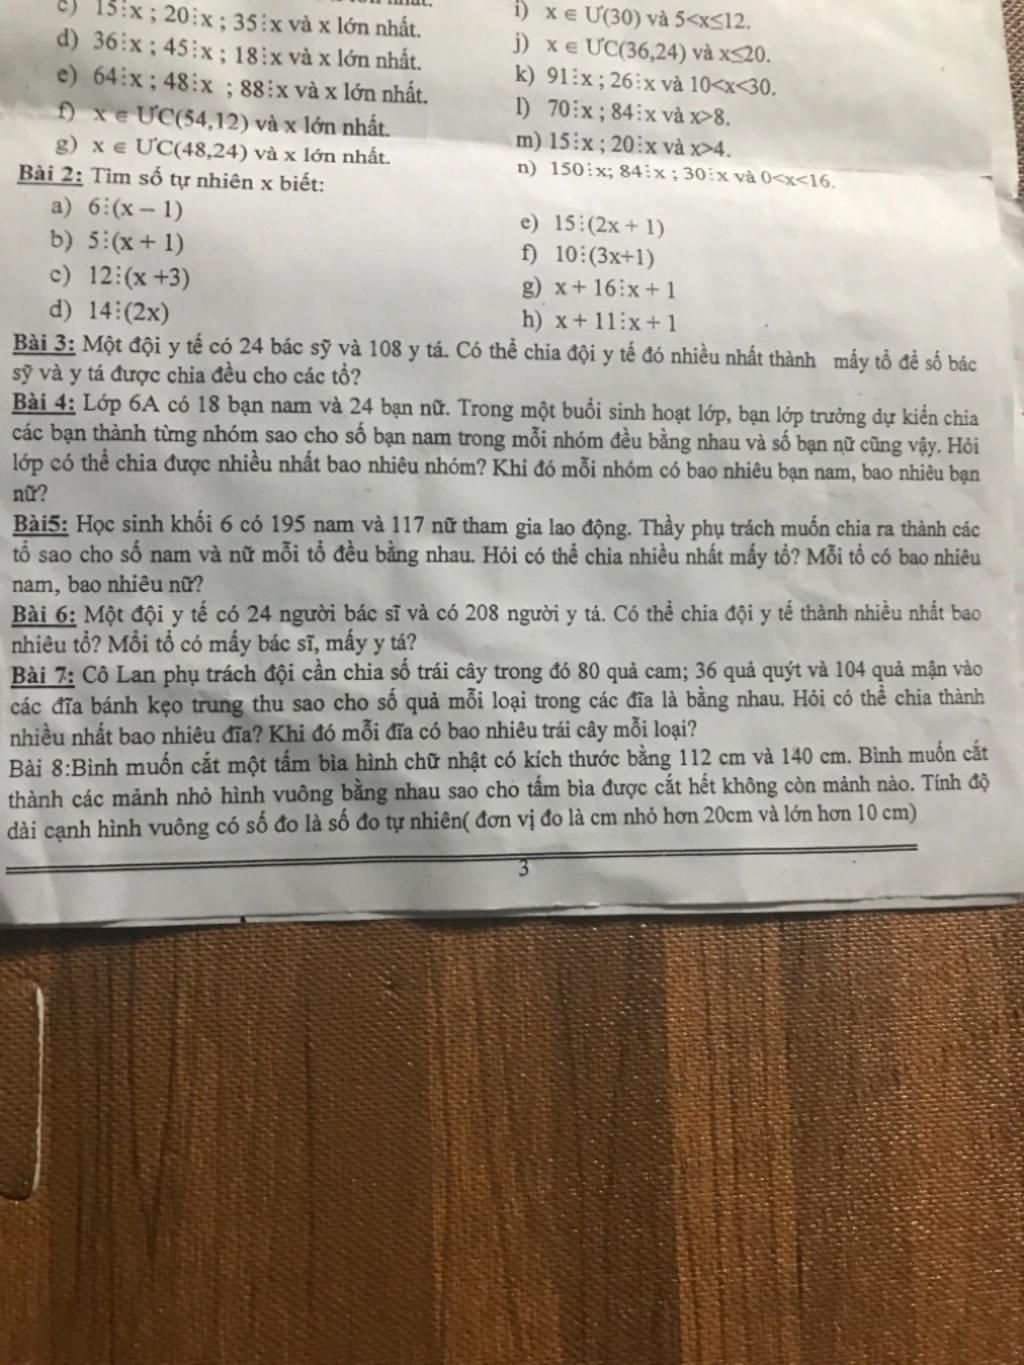 c) 15⋮x ; 20⋮x ; 35⋮x và x lớn nhất.
d) 36⋮x ; 45⋮x ; 18⋮x và x lớn nhất.
e) 64⋮x ; 48⋮x ; 88⋮x và x lớn nhất.
f) x ∈ ƯC(54,12) và x lớn nhất.
g) x ∈ ƯC(48,24) và x lớn nhất.
i) x ∈ Ư(30) và 5<x≤12.
j) x ∈ ƯC(36,24) và x≤20.
k) 91⋮x ; 26⋮x và 10<x<30.
l) 70⋮x ; 84⋮x và x>8.
m) 15⋮x ; 20⋮x và x>4.
n) 150⋮x; 84⋮x ; 30⋮x và 0<x<16.
Bài 2: Tìm số tự nhiên x biết:
a) 6⋮(x – 1)
b) 5⋮(x + 1)
c) 12⋮(x +3)
d) 14⋮(2x)
e) 15⋮(2x + 1)
f) 10⋮(3x+1)
g) x + 16⋮x + 1
h) x + 11⋮x + 1
Bài 3: Một đội y tế có 24 bác sỹ và 108 y tá. Có thể chia đội y tế đó nhiều nhất thành mấy tổ để số bác
sỹ và y tá được chia đều cho các tổ?
Bài 4: Lớp 6A có 18 bạn nam và 24 bạn nữ. Trong một buổi sinh hoạt lớp, bạn lớp trưởng dự kiến chia
các bạn thành từng nhóm sao cho số bạn nam trong mỗi nhóm đều bằng nhau và số bạn nữ cũng vậy. Hỏi
lớp có thể chia được nhiều nhất bao nhiêu nhóm? Khi đó mỗi nhóm có bao nhiêu bạn nam, bao nhiêu bạn
nữ?
Bài5: Học sinh khối 6 có 195 nam và 117 nữ tham gia lao động. Thầy phụ trách muốn chia ra thành các
tổ sao cho số nam và nữ mỗi tổ đều bằng nhau. Hỏi có thể chia nhiều nhất mấy tổ? Mỗi tổ có bao nhiêu
nam, bao nhiêu nữ?
Bài 6: Một đội y tế có 24 người bác sĩ và có 208 người y tá. Có thể chia đội y tế thành nhiều nhất bao
nhiêu tổ? Mổi tổ có mấy bác sĩ, mấy y tá?
Bài 7: Cô Lan phụ trách đội cần chia số trái cây trong đó 80 quả cam; 36 quả quýt và 104 quả mận vào
các đĩa bánh kẹo trung thu sao cho số quả mỗi loại trong các đĩa là bằng nhau. Hỏi có thể chia thành
nhiều nhất bao nhiêu đĩa? Khi đó mỗi đĩa có bao nhiêu trái cây mỗi loại?
Bài 8:Bình muốn cắt một tấm bìa hình chữ nhật có kích thước bằng 112 cm và 140 cm. Bình muốn cắt
thành các mảnh nhỏ hình vuông bằng nhau sao cho tấm bìa được cắt hết không còn mảnh nào. Tính độ
dài cạnh hình vuông có số đo là số đo tự nhiên( đơn vị đo là cm nhỏ hơn 20cm và lớn hơn 10 cm)
3